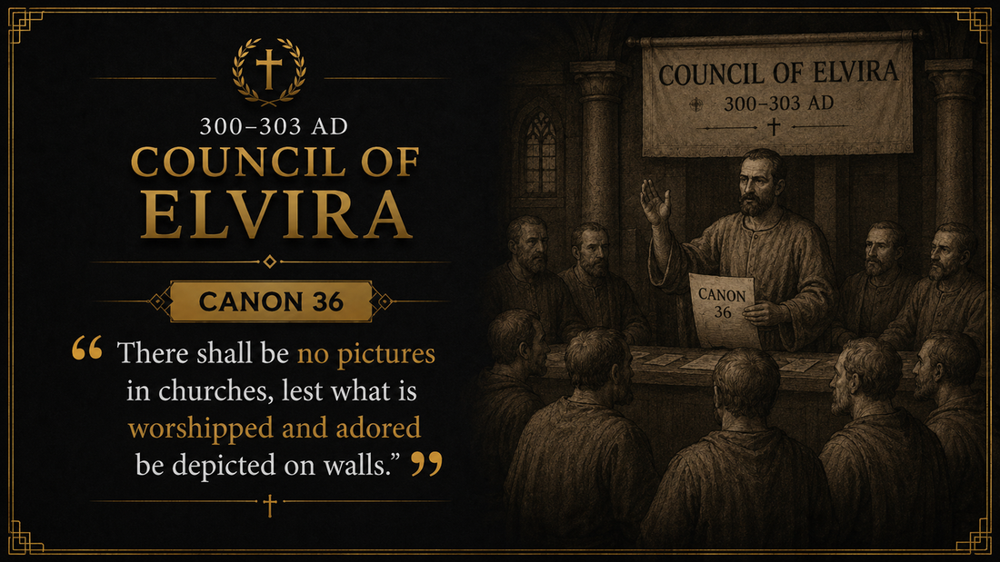 300–303 AD
COUNCIL OF
ELVIRA
CANON 36
“ There shall be no pictures
in churches, lest what is
worshipped and adored
be depicted on walls.” ”
COUNCIL OF ELVIRA
300–303 AD
CANON
36